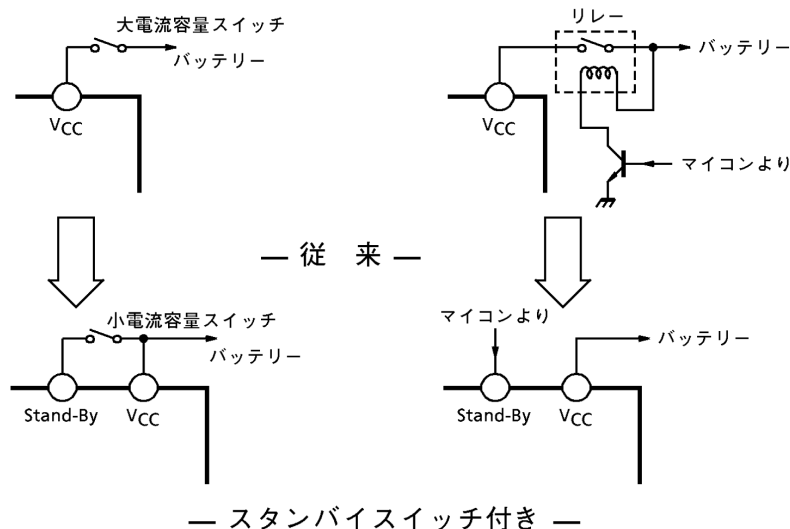 大電流容量スイッチ
バッテリー
VCC
リレー
バッテリー
VCC
マイコンより
― 従 来 ―
小電流容量スイッチ
バッテリー
Stand-By
VCC
マイコンより
バッテリー
Stand-By
VCC
― スタンバイスイッチ付き ―